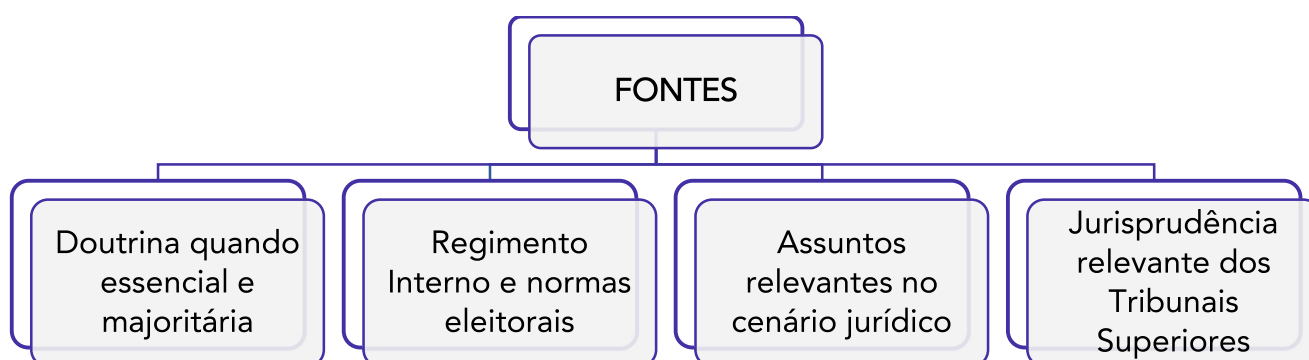 FONTES
Doutrina quando
essencial e
majoritária
Regimento
Interno e normas
eleitorais
Assuntos
relevantes no
cenário jurídico
Jurisprudência
relevante dos
Tribunais
Superiores